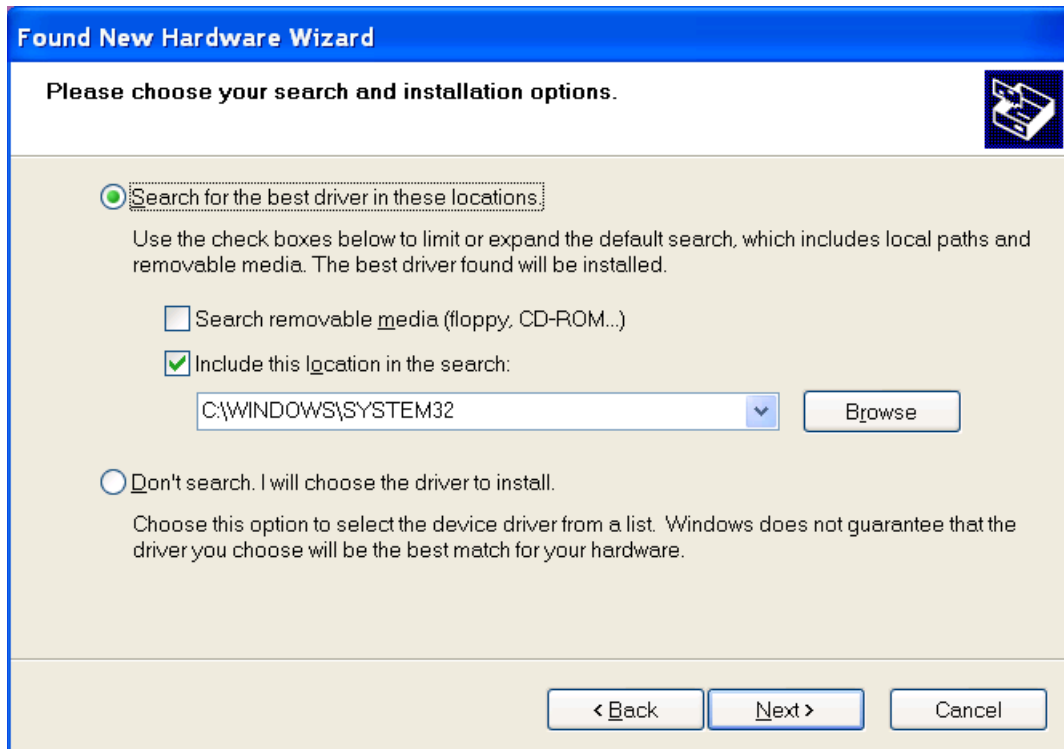 Found New Hardware Wizard
Please choose your search and installation options.
Search for the best driver in these locations.
Use the check boxes below to limit or expand the default search, which includes local paths and
removable media. The best driver found will be installed.
Search removable media (floppy, CD-ROM...)
Include this location in the search:
C:\WINDOWS\SYSTEM32
Browse
Don't search. I will choose the driver to install.
Choose this option to select the device driver from a list. Windows does not guarantee that the
driver you choose will be the best match for your hardware.
< Back Next > Cancel